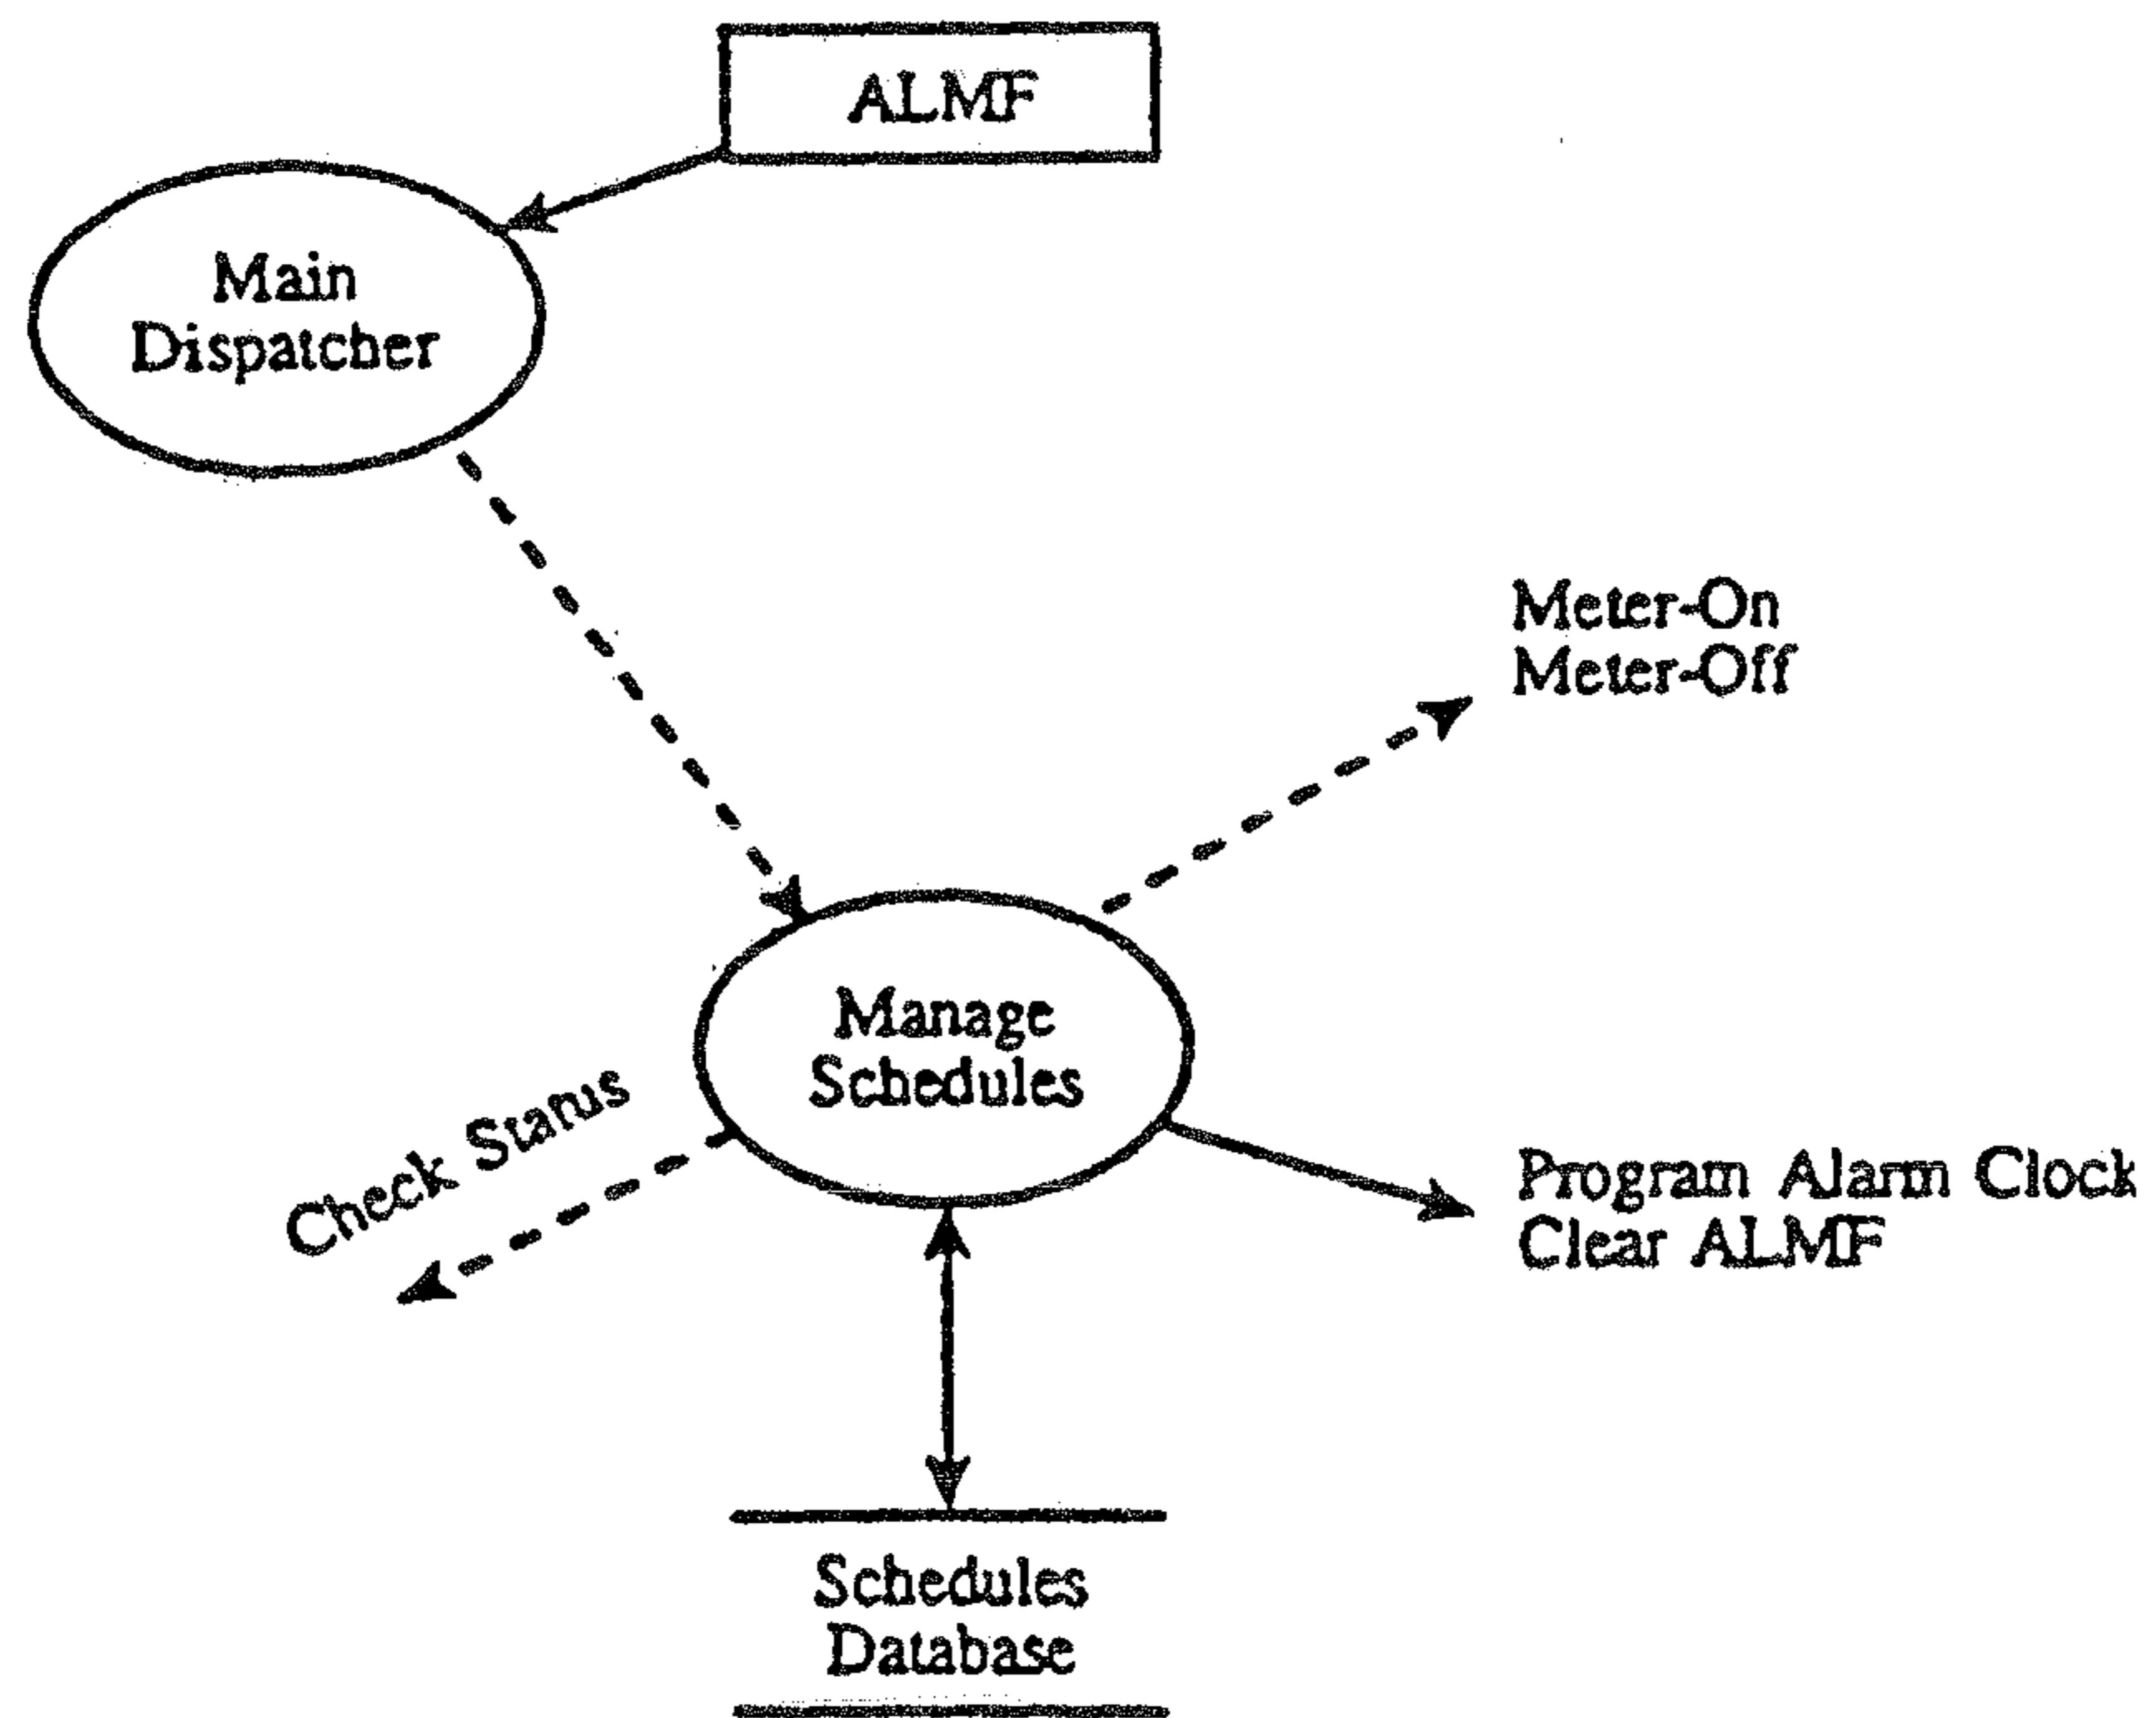 ALMF
Main
Dispatcher
Meter-On
Meter-Off
Manage
Schedules
Check Status
Program Alarm Clock
Clear ALMF
Schedules
Database